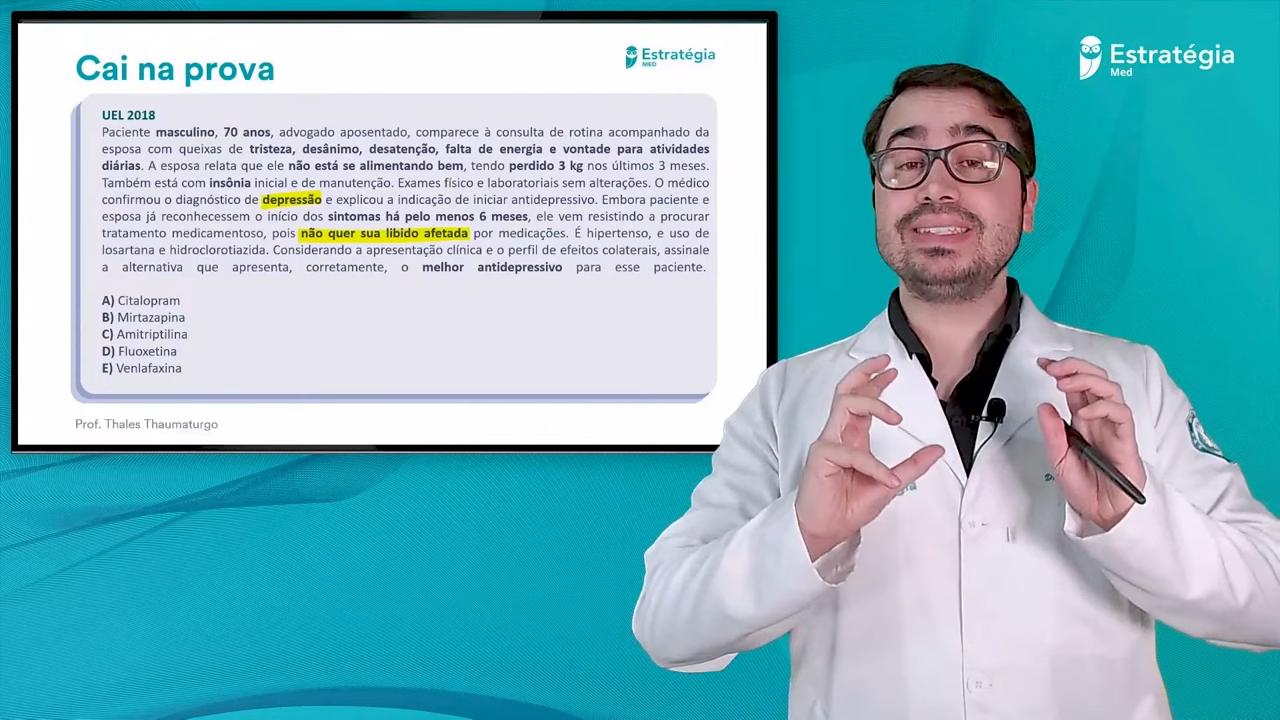 Cai na prova
Estratégia
MED
UEL 2018
Paciente masculino, 70 anos, advogado aposentado, comparece à consulta de rotina acompanhado da
esposa com queixas de tristeza, desânimo, desatenção, falta de energia e vontade para atividades
diárias. A esposa relata que ele não está se alimentando bem, tendo perdido 3 kg nos últimos 3 meses.
Também está com insônia inicial e de manutenção. Exames físico e laboratoriais sem alterações. O médico
confirmou o diagnóstico de depressão e explicou a indicação de iniciar antidepressivo. Embora paciente e
esposa já reconhecessem o início dos sintomas há pelo menos 6 meses, ele vem resistindo a procurar
tratamento medicamentoso, pois não quer sua libido afetada por medicações. É hipertenso, e uso de
losartana e hidroclorotiazida. Considerando a apresentação clínica e o perfil de efeitos colaterais, assinale
a alternativa que apresenta, corretamente, o melhor antidepressivo para esse paciente.
A) Citalopram
B) Mirtazapina
C) Amitriptilina
D) Fluoxetina
E) Venlafaxina
Prof. Thales Thaumaturgo
Estratégia
Med